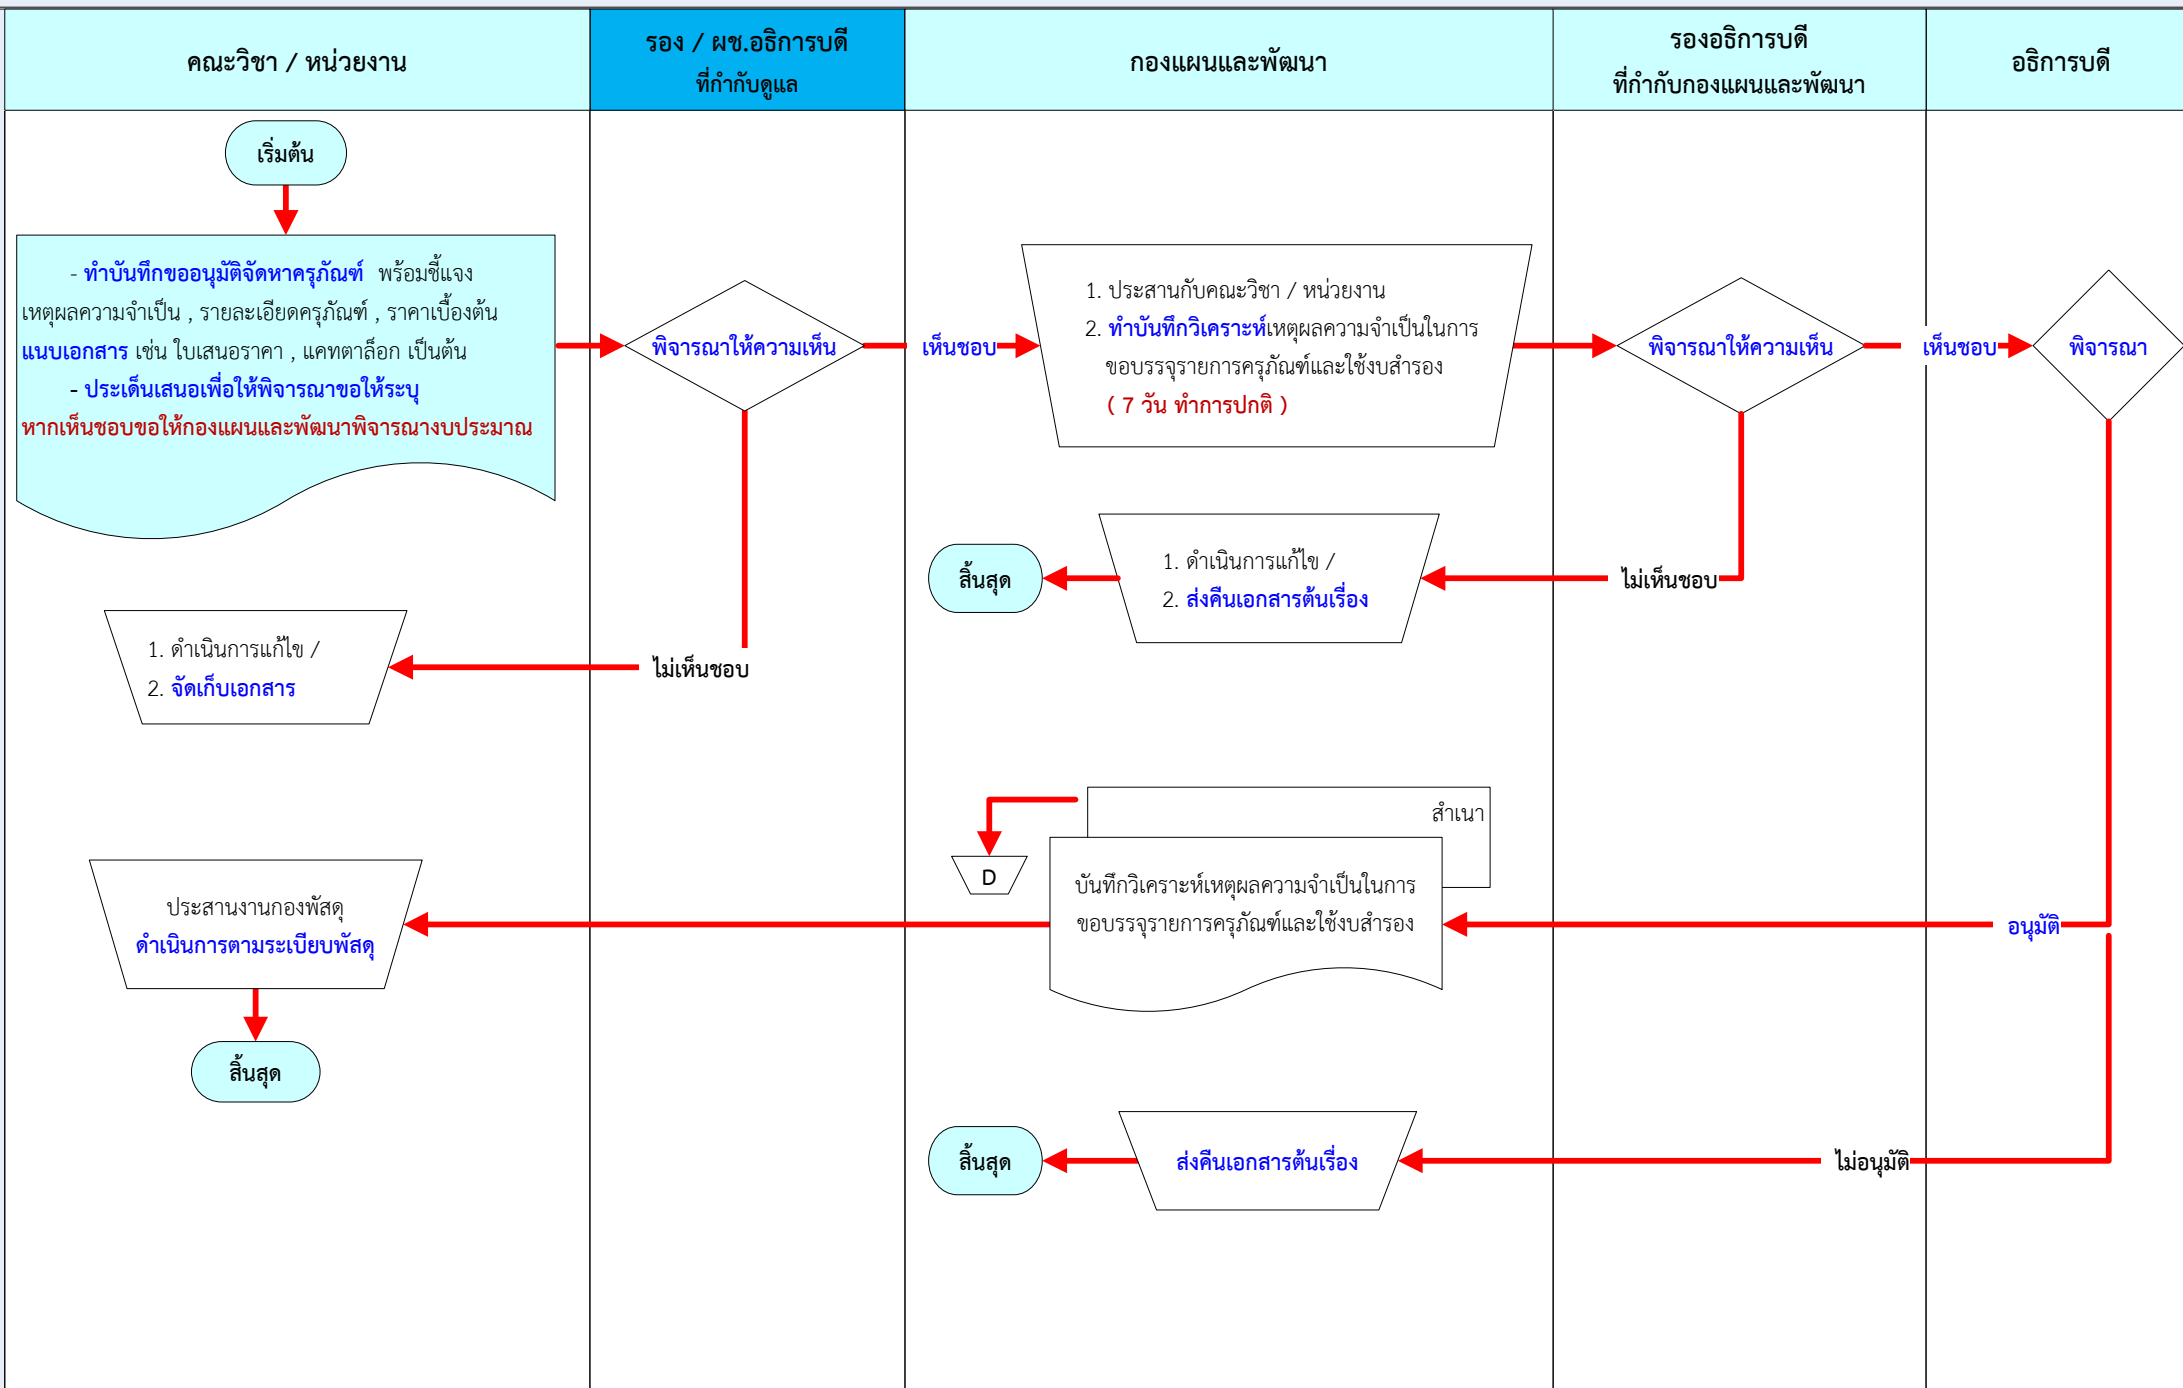 คณะวิชา / หน่วยงาน
รอง / ผช.อธิการบดี
ที่กำกับดูแล
กองแผนและพัฒนา
รองอธิการบดี
ที่กำกับกองแผนและพัฒนา
อธิการบดี
เริ่มต้น
- ทำบันทึกขออนุมัติจัดหาครุภัณฑ์ พร้อมชี้แจง
เหตุผลความจำเป็น , รายละเอียดครุภัณฑ์ , ราคาเบื้องต้น
แนบเอกสาร เช่น ใบเสนอราคา , แคทตาล็อก เป็นต้น
- ประเด็นเสนอเพื่อให้พิจารณาขอให้ระบุ
หากเห็นชอบขอให้กองแผนและพัฒนาพิจารณางบประมาณ
พิจารณาให้ความเห็น
เห็นชอบ
1. ประสานกับคณะวิชา / หน่วยงาน
2. ทำบันทึกวิเคราะห์เหตุผลความจำเป็นในการ
ขอบรรจุรายการครุภัณฑ์และใช้งบสำรอง
( 7 วัน ทำการปกติ )
พิจารณาให้ความเห็น
เห็นชอบ
พิจารณา
สิ้นสุด
1. ดำเนินการแก้ไข /
2. ส่งคืนเอกสารต้นเรื่อง
ไม่เห็นชอบ
1. ดำเนินการแก้ไข /
2. จัดเก็บเอกสาร
ไม่เห็นชอบ
สำเนา
D
บันทึกวิเคราะห์เหตุผลความจำเป็นในการ
ขอบรรจุรายการครุภัณฑ์และใช้งบสำรอง
อนุมัติ
ประสานงานกองพัสดุ
ดำเนินการตามระเบียบพัสดุ
สิ้นสุด
สิ้นสุด
ส่งคืนเอกสารต้นเรื่อง
ไม่อนุมัติ